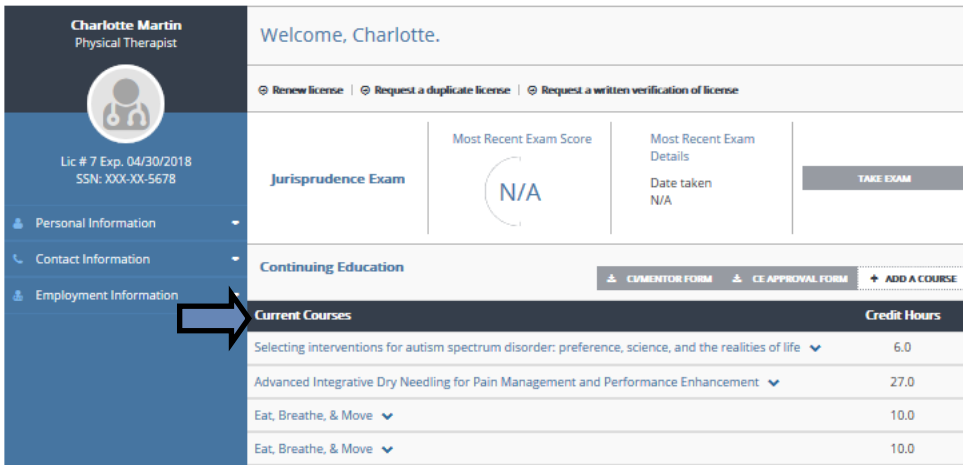 Charlotte Martin
Physical Therapist
Lic # 7 Exp. 04/30/2018
SSN: XXX-XX-5678
Personal Information
Contact Information
Employment Information
Welcome, Charlotte.
Renew license | Request a duplicate license | Request a written verification of license
Jurisprudence Exam
Most Recent Exam Score
N/A
Most Recent Exam
Details
Date taken
N/A
TAKE EXAM
Continuing Education
CI/MENTOR FORM
CE APPROVAL FORM
+ ADD A COURSE
Current Courses Credit Hours
Selecting interventions for autism spectrum disorder: preference, science, and the realities of life 6.0
Advanced Integrative Dry Needling for Pain Management and Performance Enhancement 27.0
Eat, Breathe, & Move 10.0
Eat, Breathe, & Move 10.0